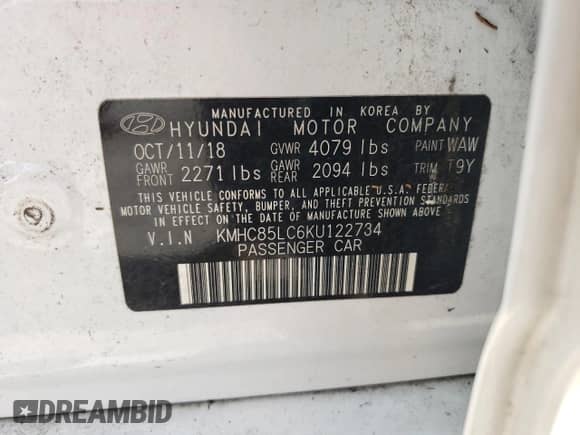 MANUFACTURED IN KOREA BY
HYUNDAI MOTOR COMPANY
OCT/11/18 GVWR 4079 lbs PAINT WAW
GAWR FRONT 2271 lbs GAWR REAR 2094 lbs TRIM T9Y
THIS VEHICLE CONFORMS TO ALL APPLICABLE U.S.A. FEDERAL
MOTOR VEHICLE SAFETY, BUMPER, AND THEFT PREVENTION STANDARDS
IN EFFECT ON THE DATE OF MANUFACTURE SHOWN ABOVE
V.I.N KMHC85LC6KU122734
PASSENGER CAR
DREAMBID